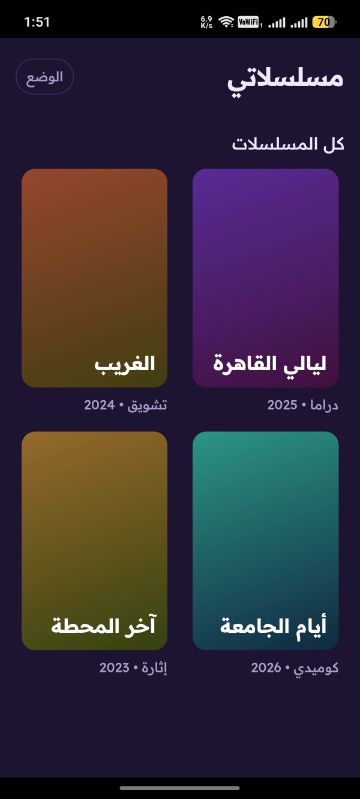 1:51
6.9 K/s
VoWiFi
70
مسلسلاتي
الوضع
كل المسلسلات
ليالي القاهرة
الغريب
دراما • 2025
تشويق • 2024
أيام الجامعة
آخر المحطة
كوميدي • 2026
إثارة • 2023